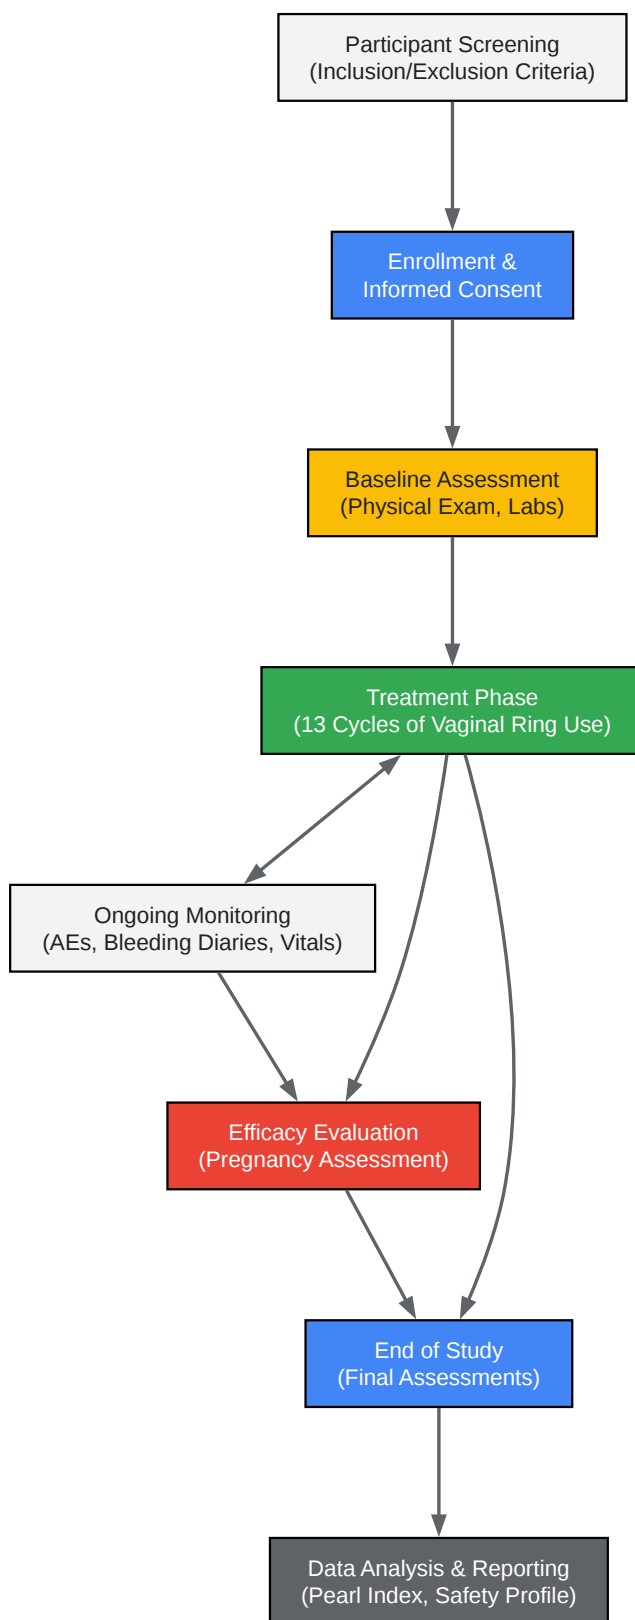 Participant Screening
(Inclusion/Exclusion Criteria)
Enrollment &
Informed Consent
Baseline Assessment
(Physical Exam, Labs)
Treatment Phase
(13 Cycles of Vaginal Ring Use)
Ongoing Monitoring
(AEs, Bleeding Diaries, Vitals)
Efficacy Evaluation
(Pregnancy Assessment)
End of Study
(Final Assessments)
Data Analysis & Reporting
(Pearl Index, Safety Profile)